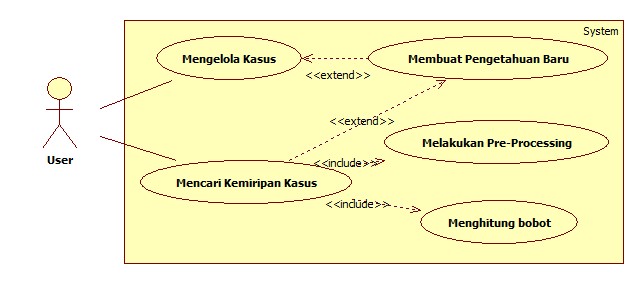 System
Mengelola Kasus
Membuat Pengetahuan Baru
<<extend>>
<<extend>>
Melakukan Pre-Processing
User
<<include>>
Mencari Kemiripan Kasus
<<include>>
Menghitung bobot